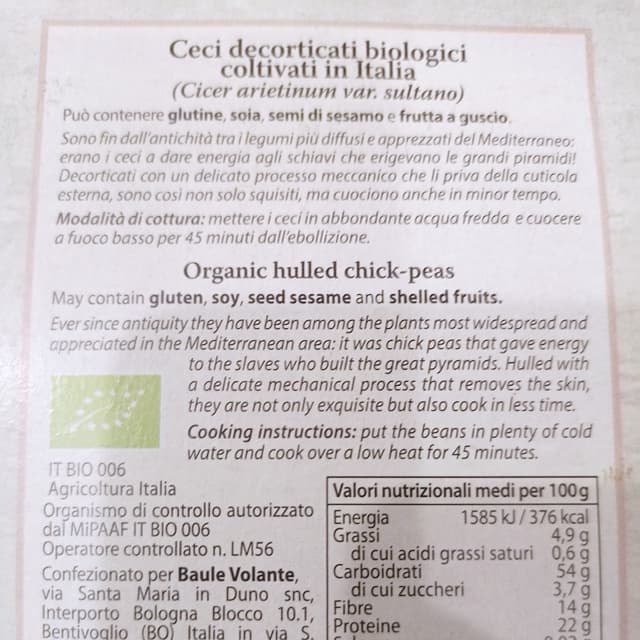 Ceci decorticati biologici
coltivati in Italia
(Cicer arietinum var. sultano)
Può contenere glutine, soia, semi di sesamo e frutta a guscio.
Sono fin dall'antichità tra i legumi più diffusi e apprezzati del Mediterraneo:
erano i ceci a dare energia agli schiavi che erigevano le grandi piramidi!
Decorticati con un delicato processo meccanico che li priva della cuticola
esterna, sono così non solo squisiti, ma cuociono anche in minor tempo.
Modalità di cottura: mettere i ceci in abbondante acqua fredda e cuocere
a fuoco basso per 45 minuti dall'ebollizione.
Organic hulled chick-peas
May contain gluten, soy, seed sesame and shelled fruits.
Ever since antiquity they have been among the plants most widespread and
appreciated in the Mediterranean area: it was chick peas that gave energy
to the slaves who built the great pyramids. Hulled with
a delicate mechanical process that removes the skin,
they are not only exquisite but also cook in less time.
Cooking instructions: put the beans in plenty of cold
water and cook over a low heat for 45 minutes.
IT BIO 006
Agricoltura Italia
Organismo di controllo autorizzato
dal MiPAAF IT BIO 006
Operatore controllato n. LM56
Confezionato per Baule Volante,
via Santa Maria in Duno snc,
Interporto Bologna Blocco 10.1,
Bentivoglio (BO) Italia in via S.
Valori nutrizionali medi per 100g
Energia 1585 kJ / 376 kcal
Grassi 4,9 g
di cui acidi grassi saturi 0,6 g
Carboidrati 54 g
di cui zuccheri 3,7 g
Fibre 14 g
Proteine 22 g